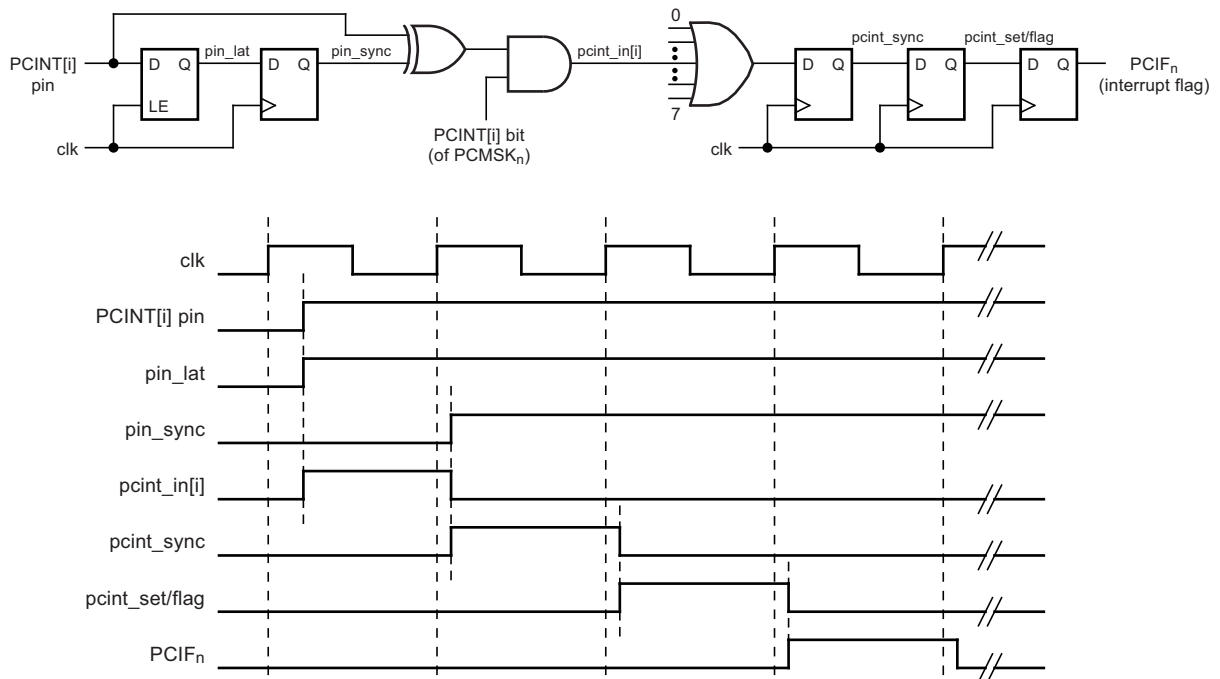 0
pin_lat
pin_sync
pcint_in[i]
pcint_sync
pcint_set/flag
PCINT[i]
pin
D Q
LE
D Q
D Q
D Q
D Q
PCIFn
(interrupt flag)
7
clk
PCINT[i] bit
(of PCMSKn)
clk
clk
PCINT[i] pin
pin_lat
pin_sync
pcint_in[i]
pcint_sync
pcint_set/flag
PCIFn